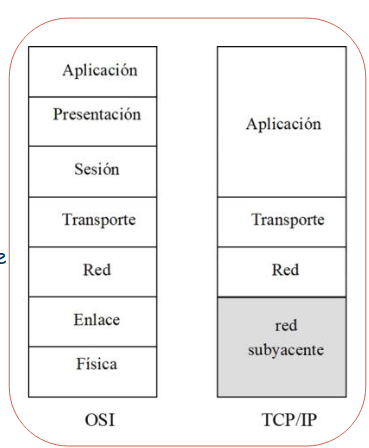 Aplicación
Presentación
Sesión
Transporte
Red
Enlace
Física
OSI
Aplicación
Transporte
Red
red
subyacente
TCP/IP
e